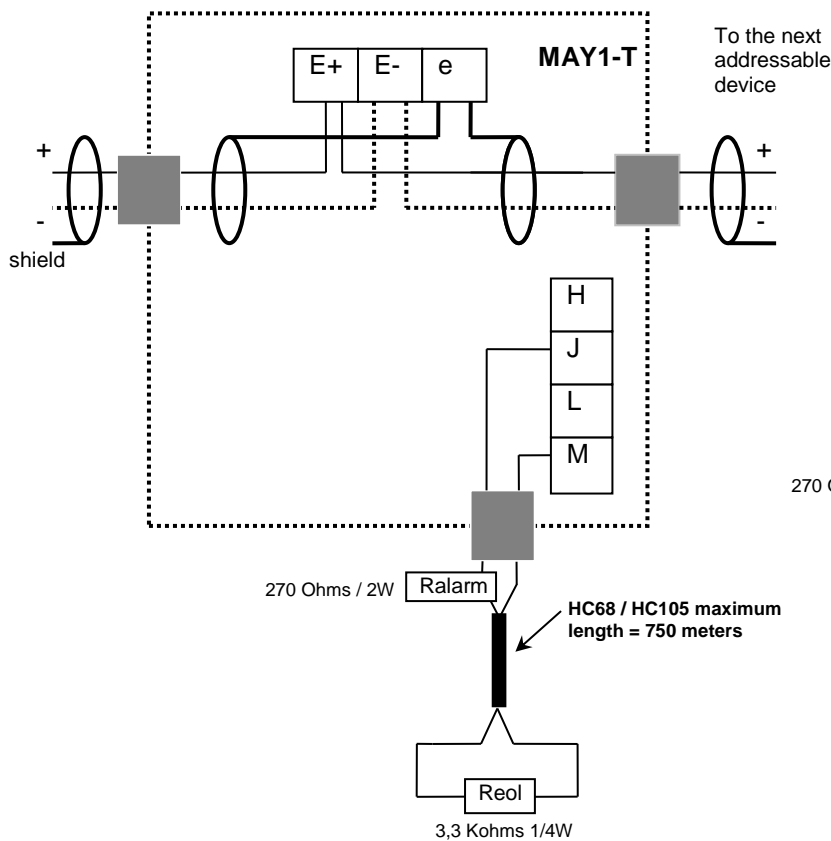 To the next
addressable
device
MAY1-T
E+ E- e
+ +
- -
shield
H
J
L
M
270 O
270 Ohms / 2W Ralarm
HC68 / HC105 maximum
length = 750 meters
Reol
3,3 Kohms 1/4W